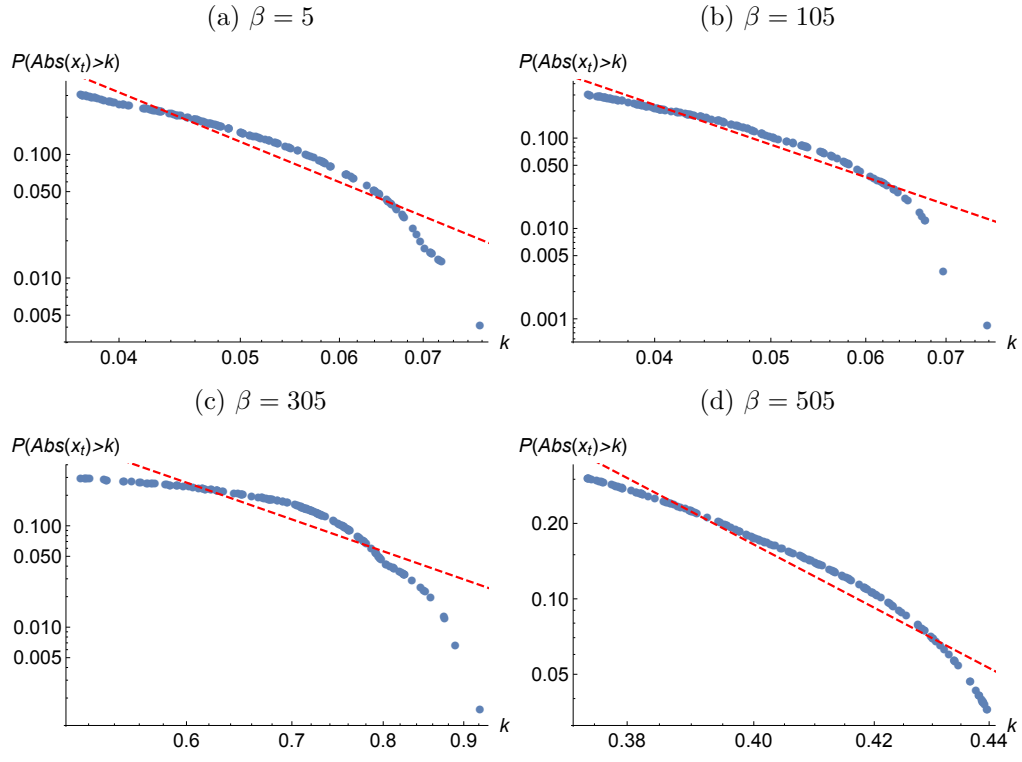 (a) β = 5
P(Abs(xₜ)>k)
0.100
0.050
0.010
0.005
0.04 0.05 0.06 0.07 k
(b) β = 105
P(Abs(xₜ)>k)
0.100
0.050
0.010
0.005
0.001
0.04 0.05 0.06 0.07 k
(c) β = 305
P(Abs(xₜ)>k)
0.100
0.050
0.010
0.005
0.6 0.7 0.8 0.9 k
(d) β = 505
P(Abs(xₜ)>k)
0.20
0.10
0.05
0.38 0.40 0.42 0.44 k